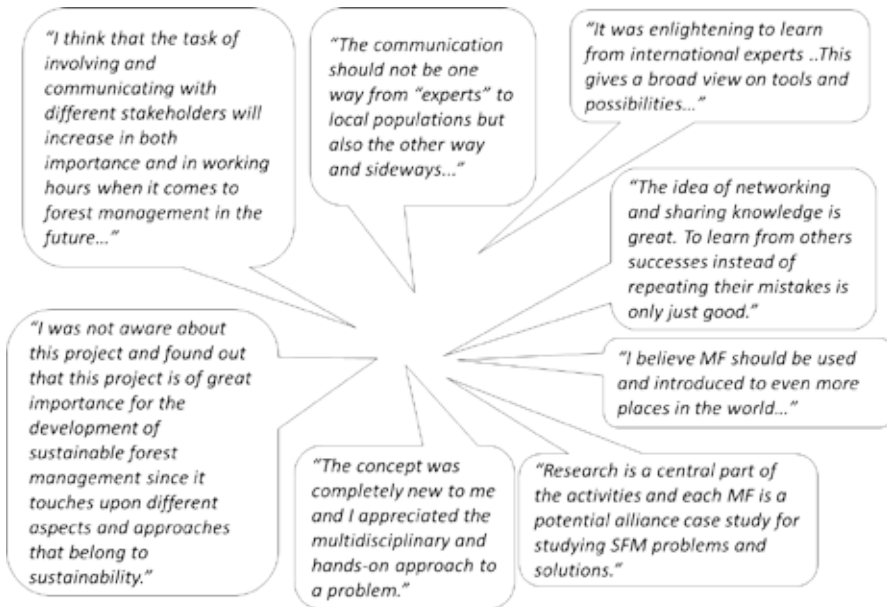 “I think that the task of
involving and
communicating with
different stakeholders will
increase in both
importance and in working
hours when it comes to
forest management in the
future…”
“The communication
should not be one
way from “experts” to
local populations but
also the other way
and sideways…”
“It was enlightening to learn
from international experts ..This
gives a broad view on tools and
possibilities…”
“The idea of networking
and sharing knowledge is
great. To learn from others
successes instead of
repeating their mistakes is
only just good.”
“I was not aware about
this project and found out
that this project is of great
importance for the
development of
sustainable forest
management since it
touches upon different
aspects and approaches
that belong to
sustainability.”
“I believe MF should be used
and introduced to even more
places in the world…”
“The concept was
completely new to me
and I appreciated the
multidisciplinary and
hands-on approach to
a problem.”
“Research is a central part of
the activities and each MF is a
potential alliance case study for
studying SFM problems and
solutions.”